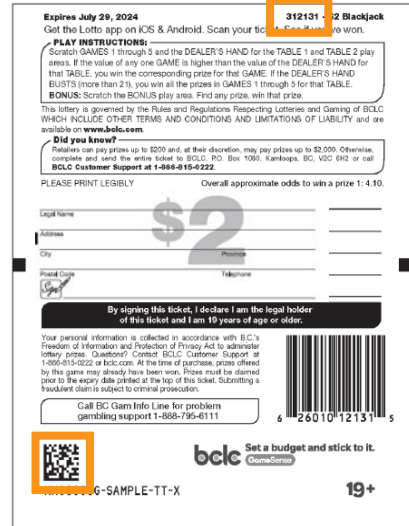 Expires July 29, 2024 312131 - $2 Blackjack
Get the Lotto app on iOS & Android. Scan your ticket. See if you've won.
PLAY INSTRUCTIONS:
Scratch GAMES 1 through 5 and the DEALER'S HAND for the TABLE 1 and TABLE 2 play
areas. If the value of any one GAME is higher than the value of the DEALER'S HAND for
that TABLE, you win the corresponding prize for that GAME. If the DEALER'S HAND
BUSTS (more than 21), you win all the prizes in GAMES 1 through 5 for that TABLE.
BONUS: Scratch the BONUS play area. Find any prize, win that prize.
This lottery is governed by the Rules and Regulations Respecting Lotteries and Gaming of BCLC
WHICH INCLUDE OTHER TERMS AND CONDITIONS AND LIMITATIONS OF LIABILITY and are
available on www.bclc.com.
Did you know?
Retailers can pay prizes up to $200 and, at their discretion, may pay prizes up to $2,000. Otherwise,
complete and send the entire ticket to BCLC, P.O. Box 1080, Kamloops, BC, V2C 6H2 or call
BCLC Customer Support at 1-866-815-0222.
PLEASE PRINT LEGIBLY Overall approximate odds to win a prize 1: 4.10.
$2
Legal Name
Address
City Province
Postal Code Telephone
Sign
By signing this ticket, I declare I am the legal holder
of this ticket and I am 19 years of age or older.
Your personal information is collected in accordance with B.C.'s
Freedom of Information and Protection of Privacy Act to administer
lottery prizes. Questions? Contact BCLC Customer Support at
1-866-815-0222 or bclc.com. At the time of purchase, prizes offered
by this game may already have been won. Prizes must be claimed
prior to the expiry date printed at the top of this ticket. Submitting a
fraudulent claim is subject to criminal prosecution.
Call BC Gam Info Line for problem
gambling support 1-888-795-6111
6 26010 12131 5
bclc Set a budget and stick to it.
GameSense
G-SAMPLE-TT-X
19+